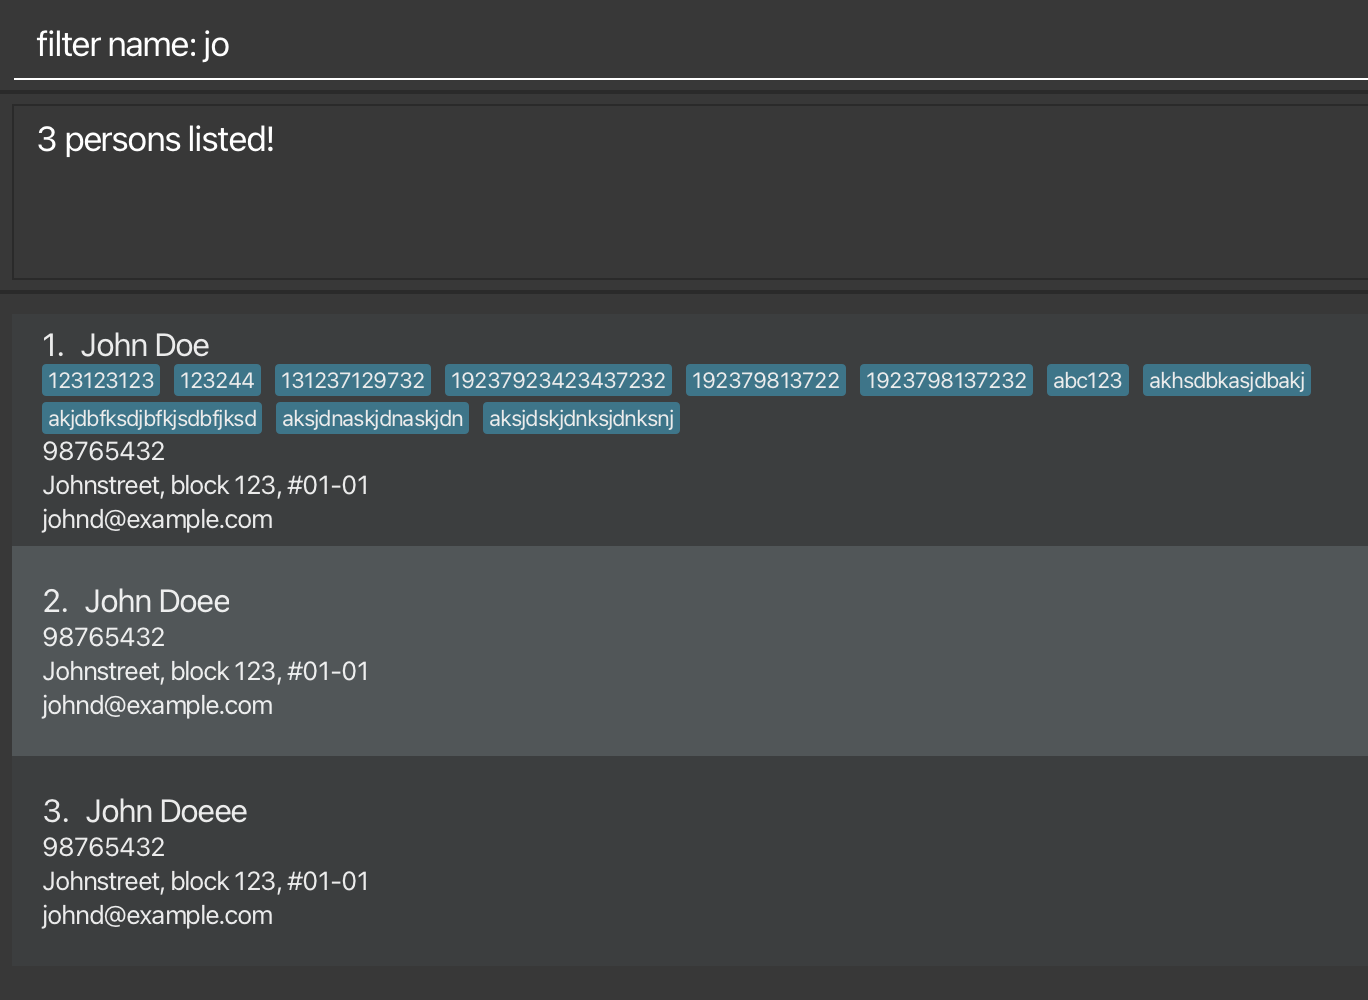 filter name: jo
3 persons listed!
1. John Doe
123123123 123244 131237129732 19237923423437232 192379813722 1923798137232 abc123 akhsdbkasjdbakj
akjdbfksdjbfkjsdbfjksd aksjdnaskjdnaskjdn aksjdskjdnksjdnksnj
98765432
Johnstreet, block 123, #01-01
johnd@example.com
2. John Doee
98765432
Johnstreet, block 123, #01-01
johnd@example.com
3. John Doeee
98765432
Johnstreet, block 123, #01-01
johnd@example.com